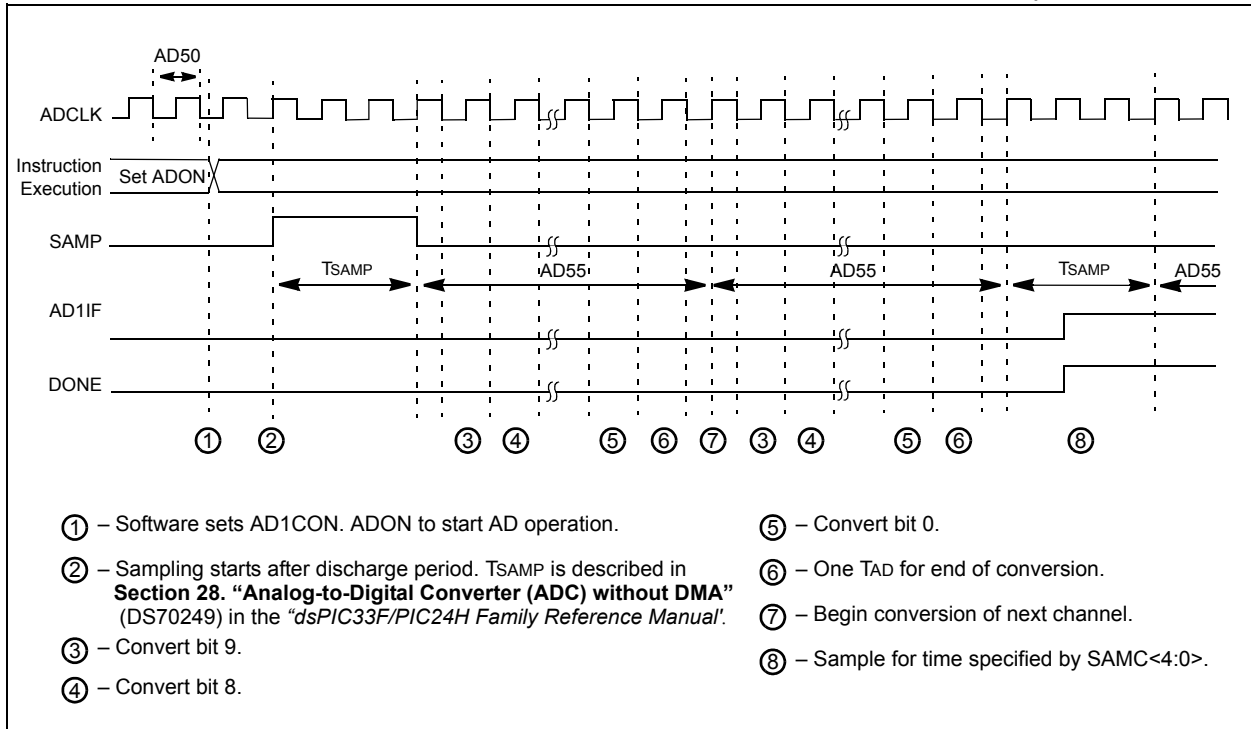 AD50
ADCLK
Instruction
Execution
Set ADON
SAMP
TSAMP
AD55
AD55
TSAMP
AD55
AD1IF
DONE
1 2 3 4 5 6 7 3 4 5 6 8
1 – Software sets AD1CON. ADON to start AD operation.
2 – Sampling starts after discharge period. TSAMP is described in
Section 28. “Analog-to-Digital Converter (ADC) without DMA”
(DS70249) in the “dsPIC33F/PIC24H Family Reference Manual'.
3 – Convert bit 9.
4 – Convert bit 8.
5 – Convert bit 0.
6 – One TAD for end of conversion.
7 – Begin conversion of next channel.
8 – Sample for time specified by SAMC<4:0>.